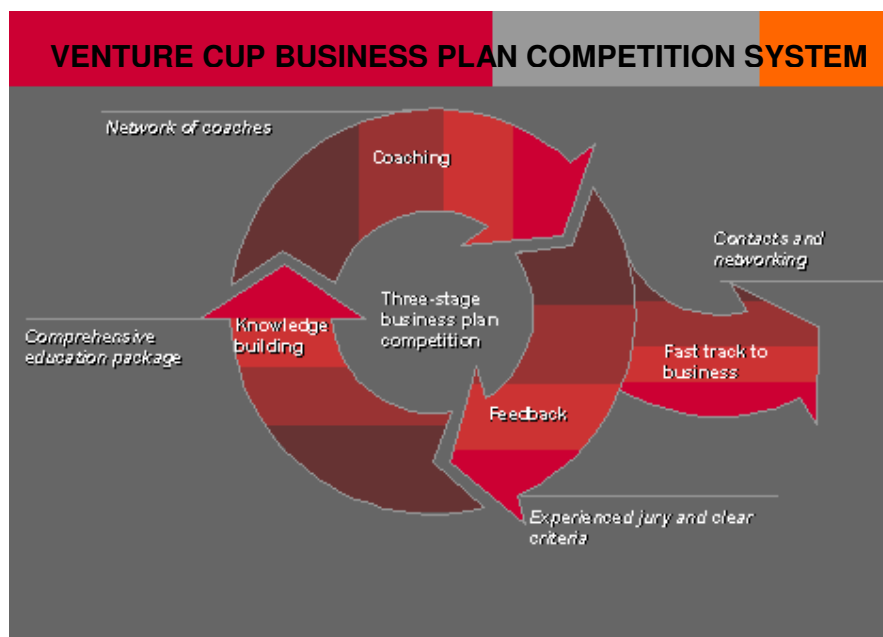 VENTURE CUP BUSINESS PLAN COMPETITION SYSTEM
Network of coaches
Coaching
Contacts and
networking
Three-stage
business plan
competition
Knowledge
building
Comprehensive
education package
Fast track to
business
Feedback
Experienced jury and clear
criteria